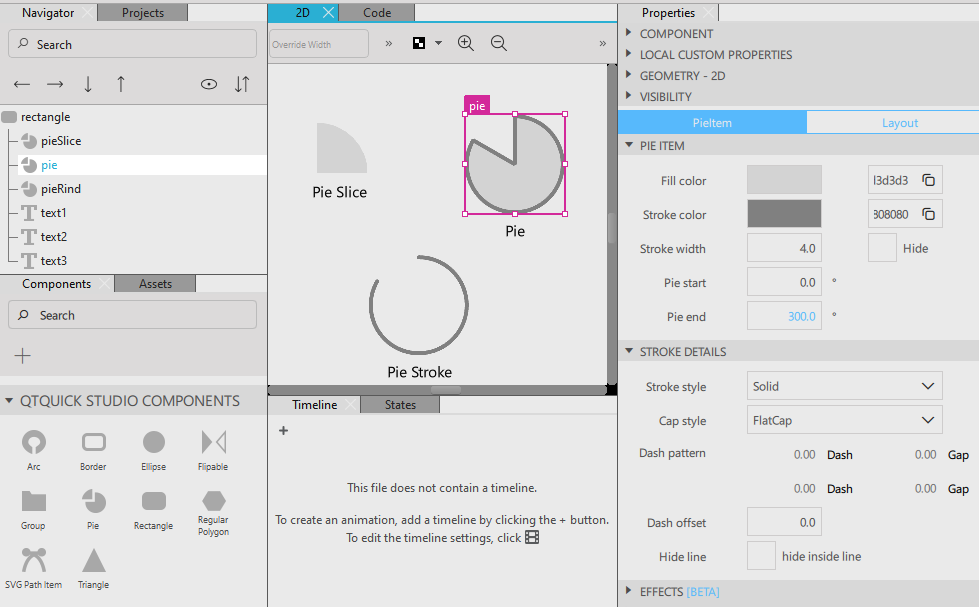 Navigator
Projects
Search
rectangle
pieSlice
pie
pieRind
text1
text2
text3
Components
Assets
Search
QTQUICK STUDIO COMPONENTS
Arc
Border
Ellipse
Flipable
Group
Pie
Rectangle
Regular
Polygon
SVG Path Item
Triangle
2D
Code
Override Width
pie
Pie Slice
Pie
Pie Stroke
Timeline
States
+
This file does not contain a timeline.
To create an animation, add a timeline by clicking the + button.
To edit the timeline settings, click
Properties
COMPONENT
LOCAL CUSTOM PROPERTIES
GEOMETRY - 2D
VISIBILITY
PieItem
Layout
PIE ITEM
Fill color
d3d3
Stroke color
808080
Stroke width 4.0 Hide
Pie start 0.0 °
Pie end 300.0 °
STROKE DETAILS
Stroke style Solid
Cap style FlatCap
Dash pattern 0.00 Dash 0.00 Gap
0.00 Dash 0.00 Gap
Dash offset 0.0
Hide line hide inside line
EFFECTS [BETA]